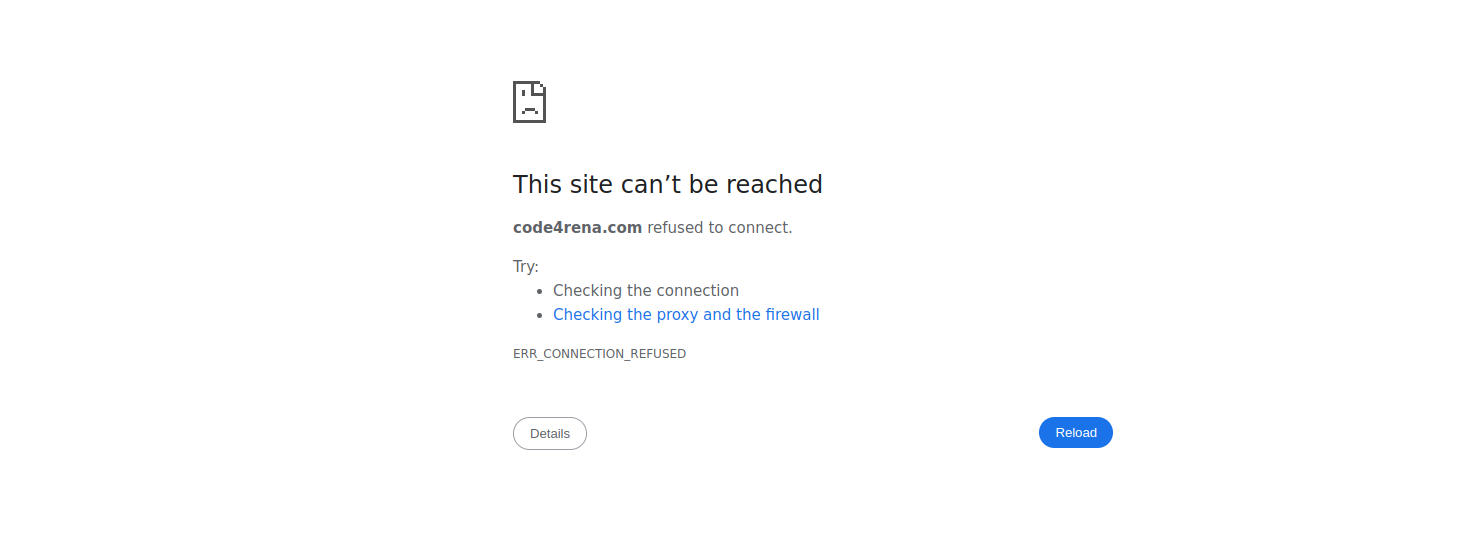 This site can’t be reached
code4rena.com refused to connect.
Try:
• Checking the connection
• Checking the proxy and the firewall
ERR_CONNECTION_REFUSED
Details
Reload